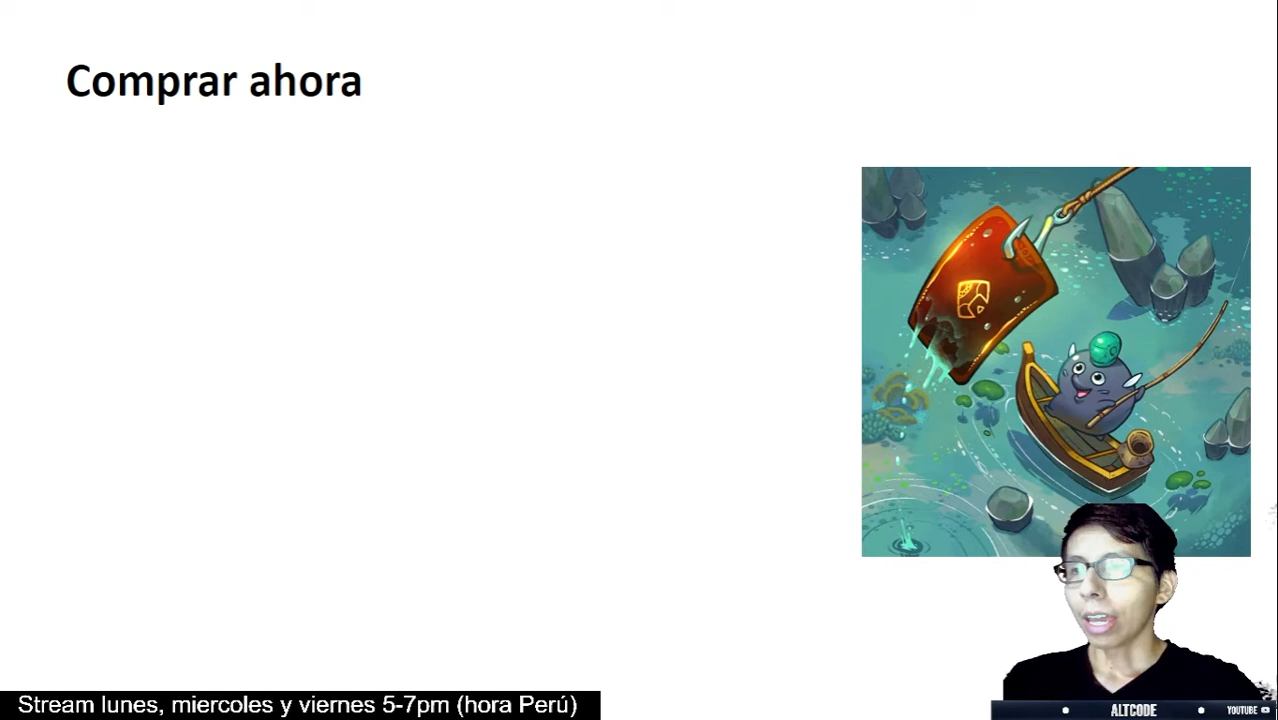 Comprar ahora
Stream lunes, miercoles y viernes 5-7pm (hora Perú)
ALTCODE
YOUTUBE